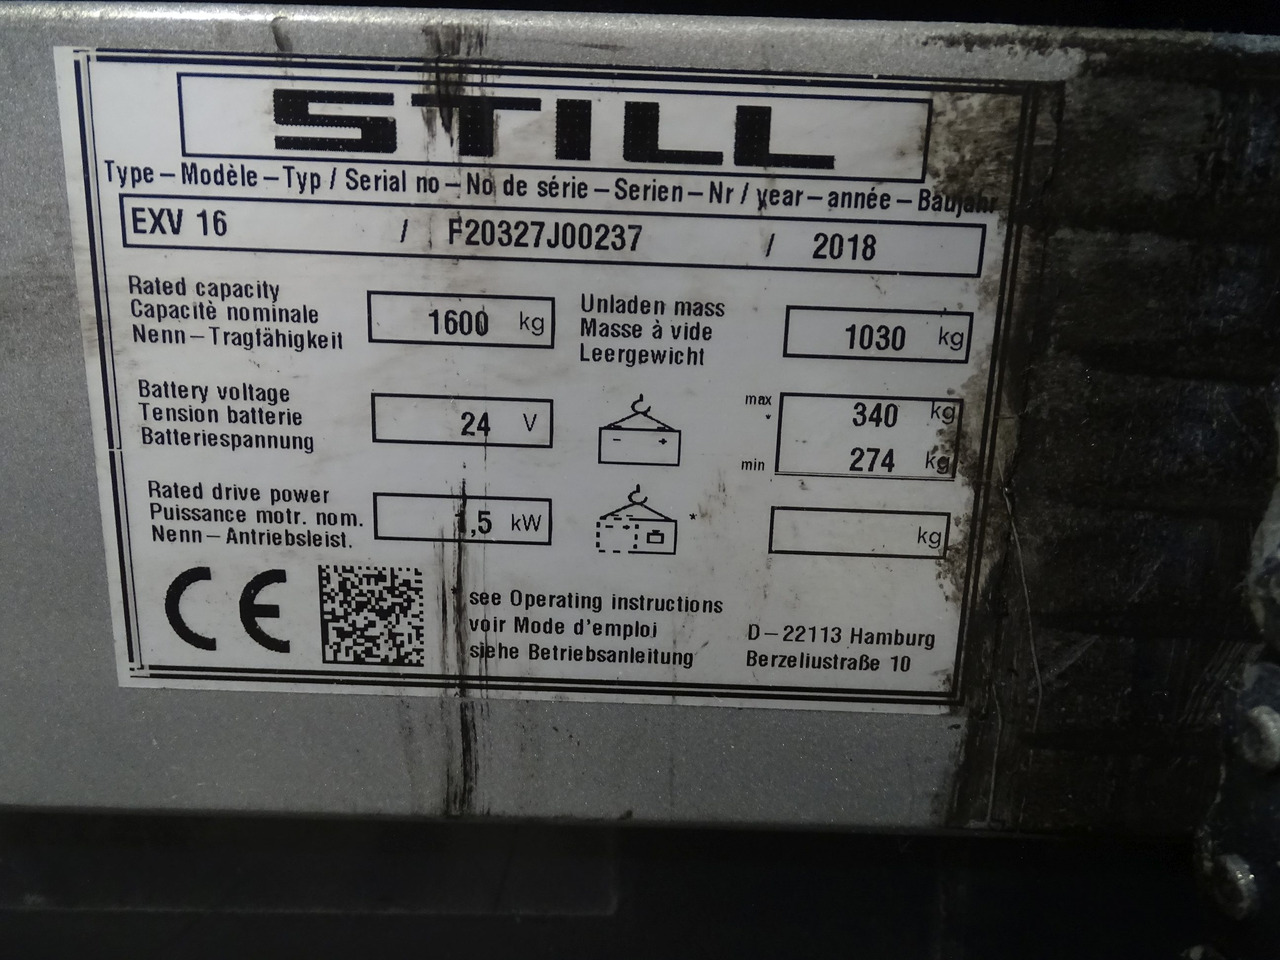 STILL
Type – Modèle – Typ / Serial no – No de série – Serien – Nr / year – année – Baujahr
EXV 16 / F20327J00237 / 2018
Rated capacity
Capacitè nominale
Nenn – Tragfähigkeit
1600 kg
Unladen mass
Masse à vide
Leergewicht
1030 kg
Battery voltage
Tension batterie
Batteriespannung
24 V
- +
max 340 kg
*
min 274 kg
Rated drive power
Puissance motr. nom.
Nenn – Antriebsleist.
1,5 kW
*
kg
CE
* see Operating instructions
voir Mode d'emploi
siehe Betriebsanleitung
D – 22113 Hamburg
Berzeliustraße 10